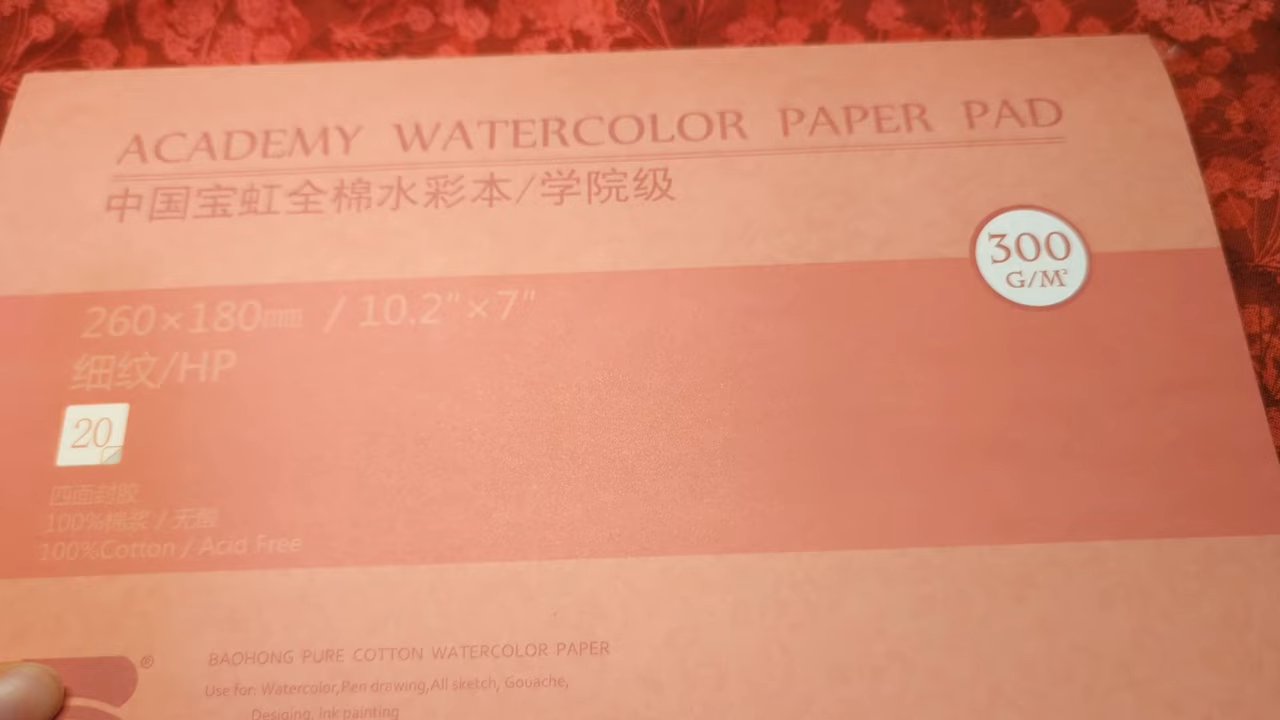 ACADEMY WATERCOLOR PAPER PAD
中国宝虹全棉水彩本/学院级
300
G/M²
260×180mm / 10.2"×7"
细纹/HP
20
四面封胶
100%棉浆 / 无酸
100%Cotton / Acid Free
®
BAOHONG PURE COTTON WATERCOLOR PAPER
Use for: Watercolor,Pen drawing,All sketch, Gouache,
Desiging, Ink painting